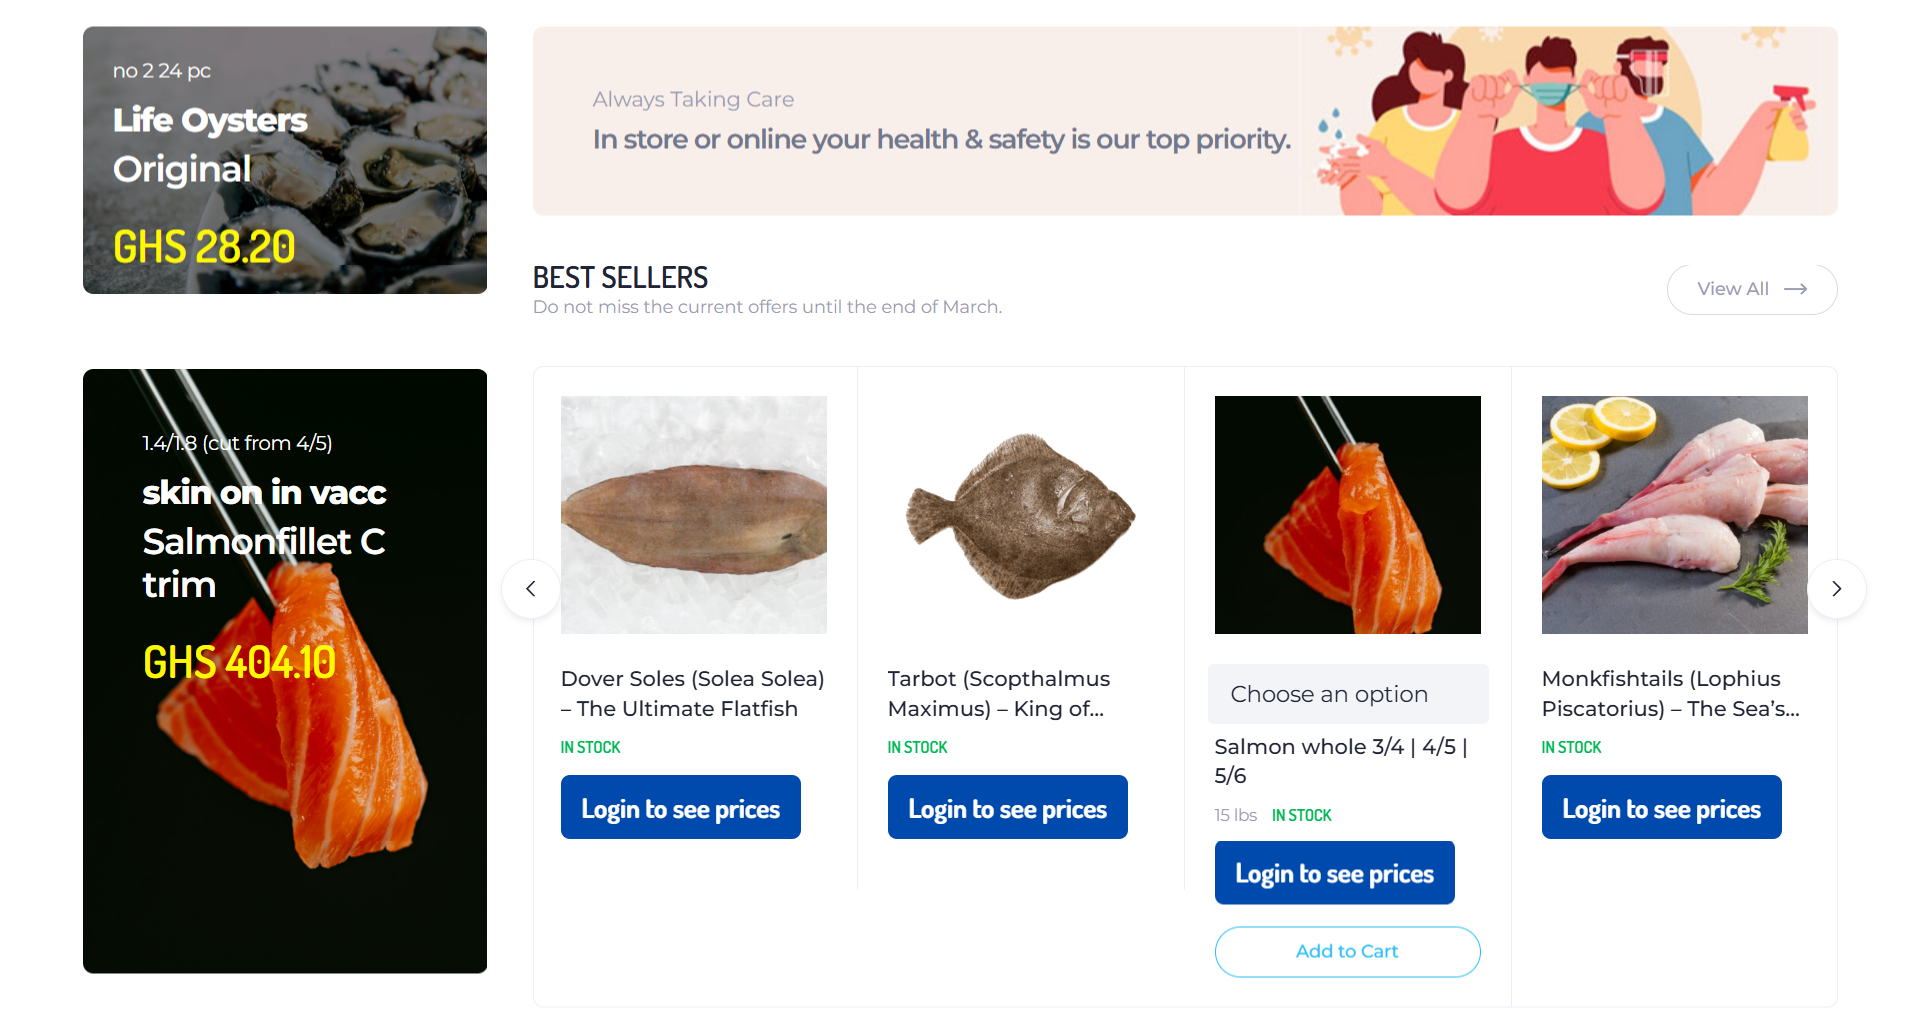 no 2 24 pc
Life Oysters
Original
GHS 28.20
Always Taking Care
In store or online your health & safety is our top priority.
BEST SELLERS
Do not miss the current offers until the end of March.
View All
1.4/1.8 (cut from 4/5)
skin on in vacc
Salmonfillet C
trim
GHS 404.10
Dover Soles (Solea Solea)
– The Ultimate Flatfish
IN STOCK
Login to see prices
Tarbot (Scopthalmus
Maximus) – King of...
IN STOCK
Login to see prices
Choose an option
Salmon whole 3/4 | 4/5 |
5/6
15 lbs IN STOCK
Login to see prices
Add to Cart
Monkfishtails (Lophius
Piscatorius) – The Sea’s...
IN STOCK
Login to see prices